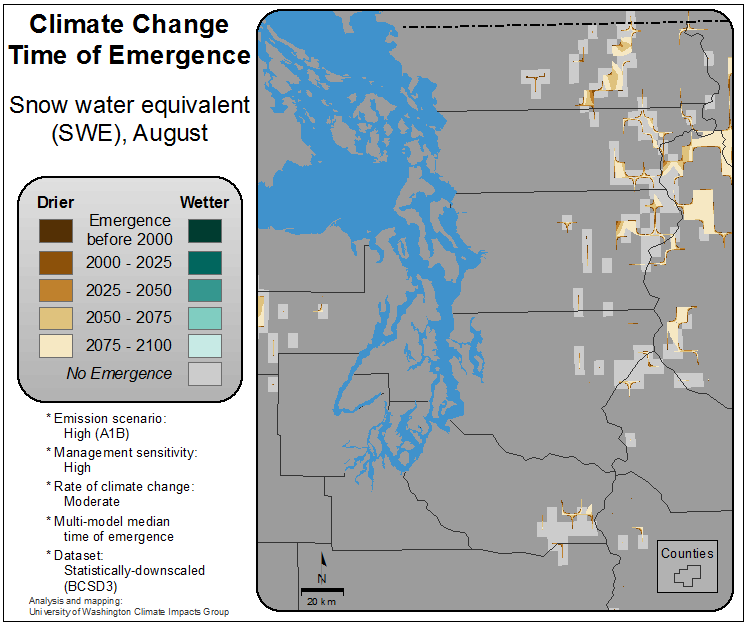 Climate Change
Time of Emergence
Snow water equivalent
(SWE), August
Drier
Wetter
Emergence
before 2000
2000 - 2025
2025 - 2050
2050 - 2075
2075 - 2100
No Emergence
* Emission scenario:
High (A1B)
* Management sensitivity:
High
* Rate of climate change:
Moderate
* Multi-model median
time of emergence
* Dataset:
Statistically-downscaled
(BCSD3)
Analysis and mapping:
University of Washington Climate Impacts Group
N
20 km
Counties